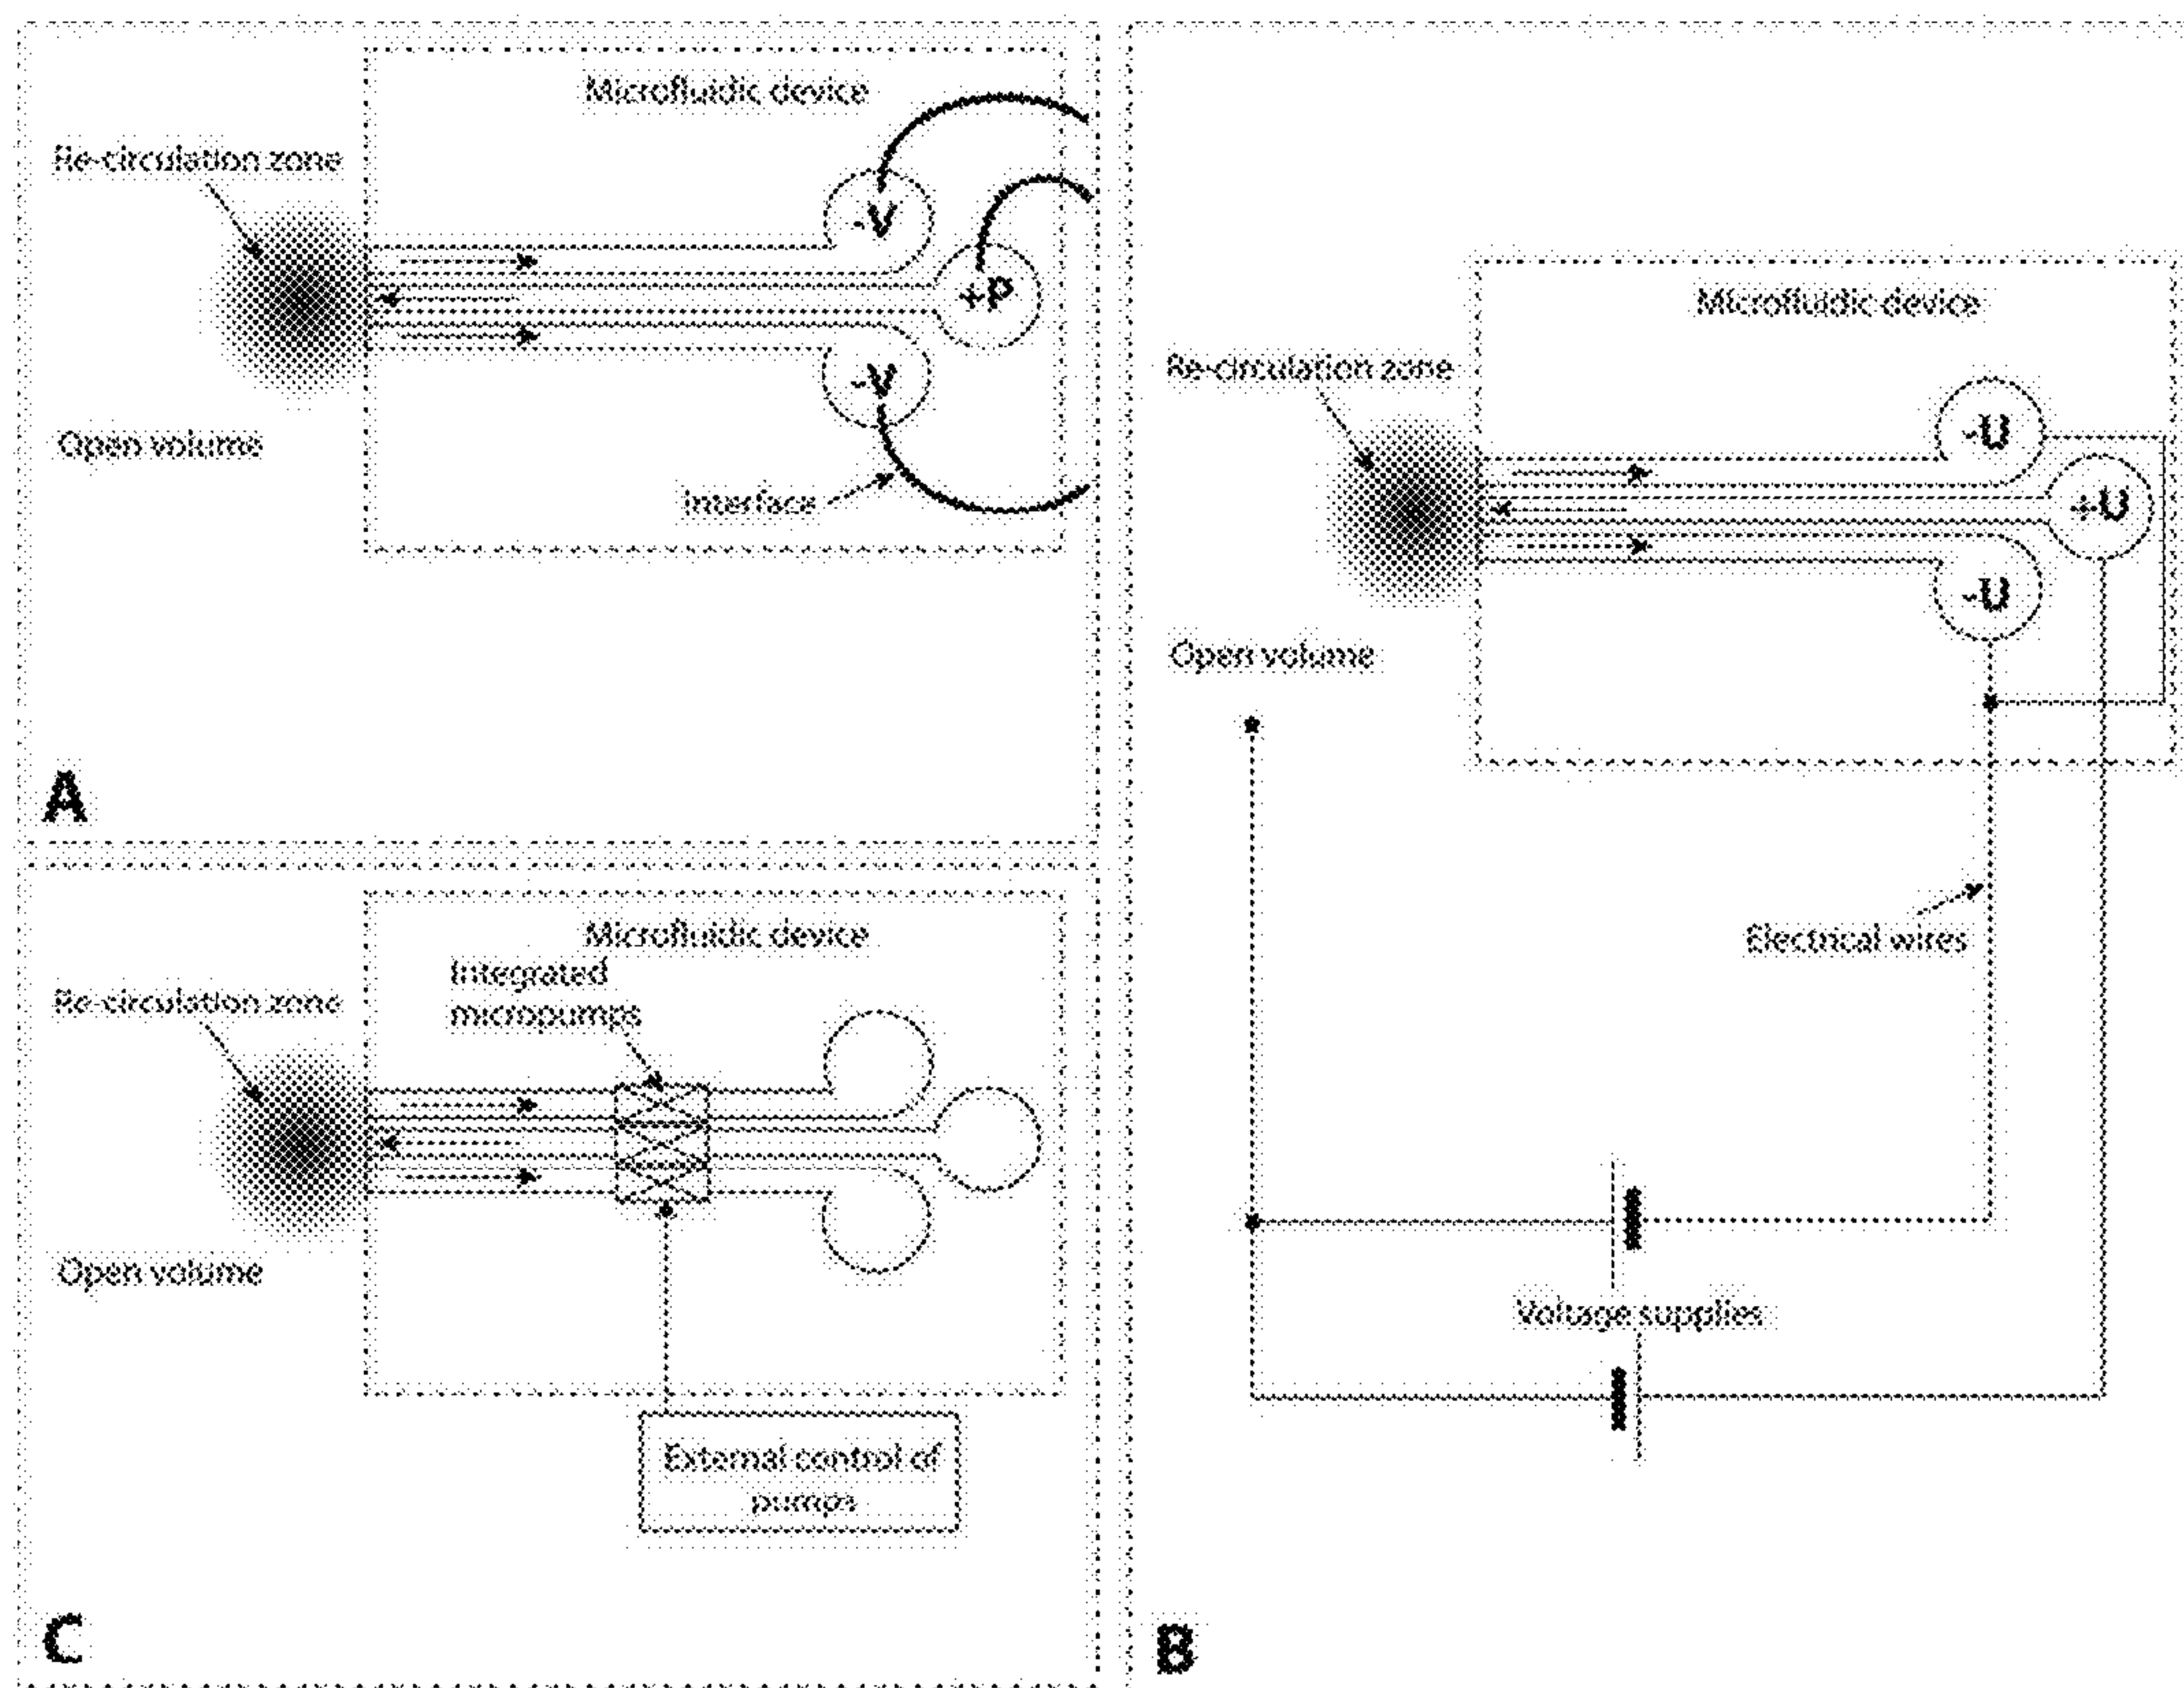 Microfluidic device
Re-circulation zone
-V
+P
-V
Open volume
Interface
A
Microfluidic device
Re-circulation zone
-U
+U
-U
Open volume
Electrical wires
Voltage supplies
B
Microfluidic device
Integrated
micropumps
Re-circulation zone
Open volume
External control of
pumps
C